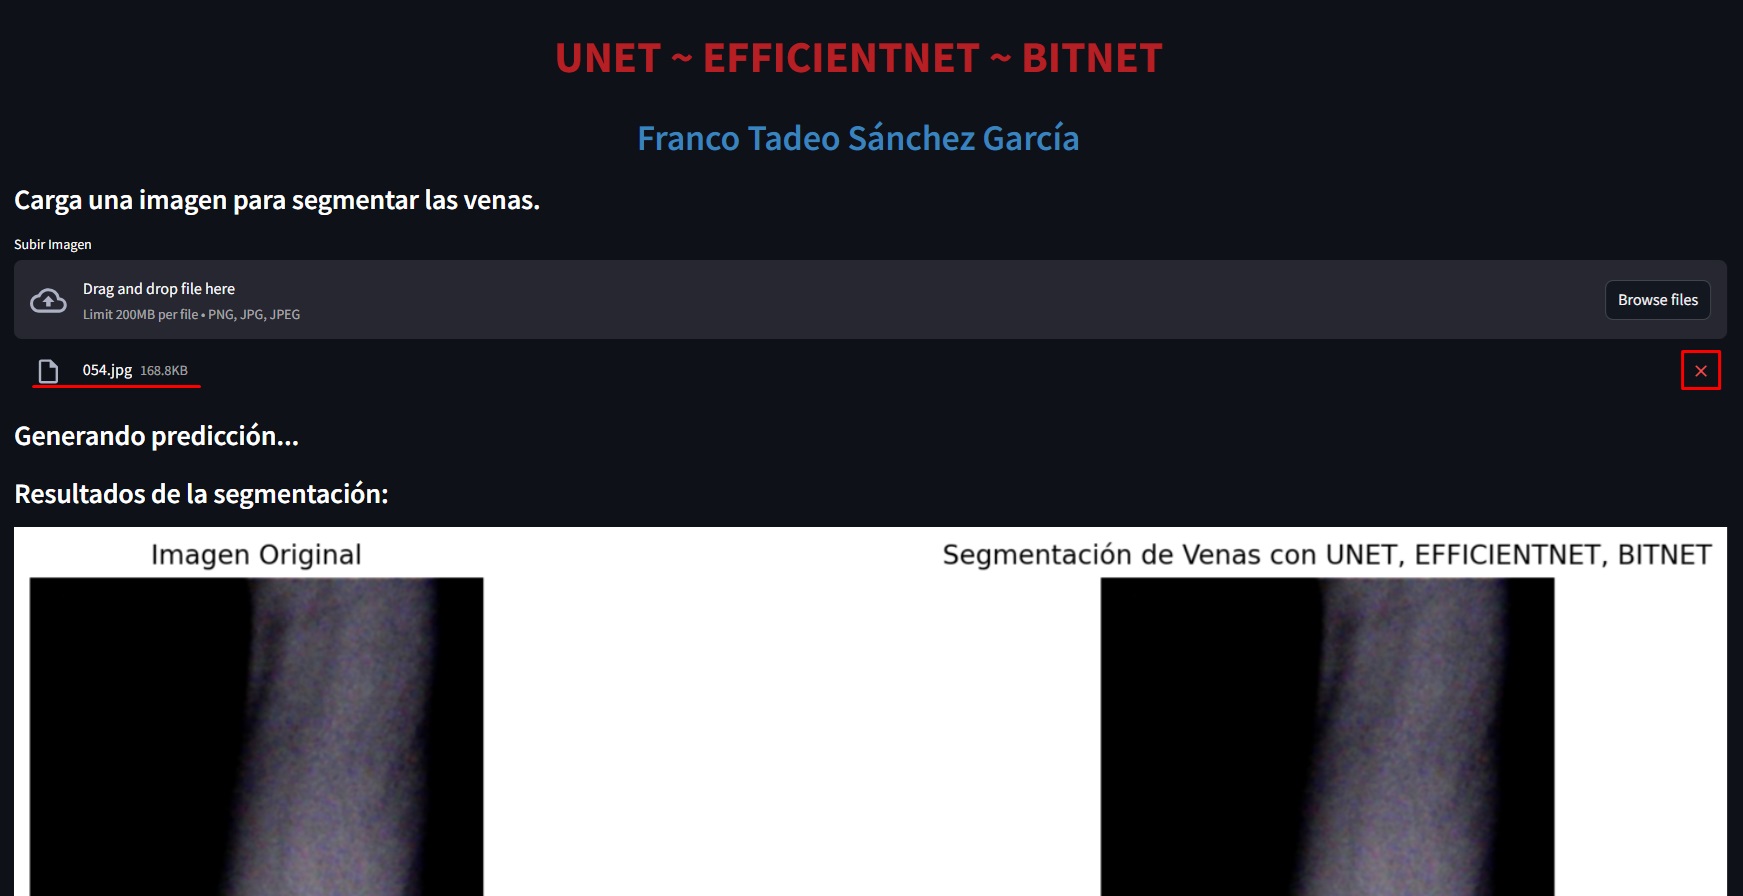 UNET ~ EFFICIENTNET ~ BITNET
Franco Tadeo Sánchez García
Carga una imagen para segmentar las venas.
Subir Imagen
Drag and drop file here
Limit 200MB per file • PNG, JPG, JPEG
Browse files
054.jpg 168.8KB
Generando predicción...
Resultados de la segmentación:
Imagen Original
Segmentación de Venas con UNET, EFFICIENTNET, BITNET